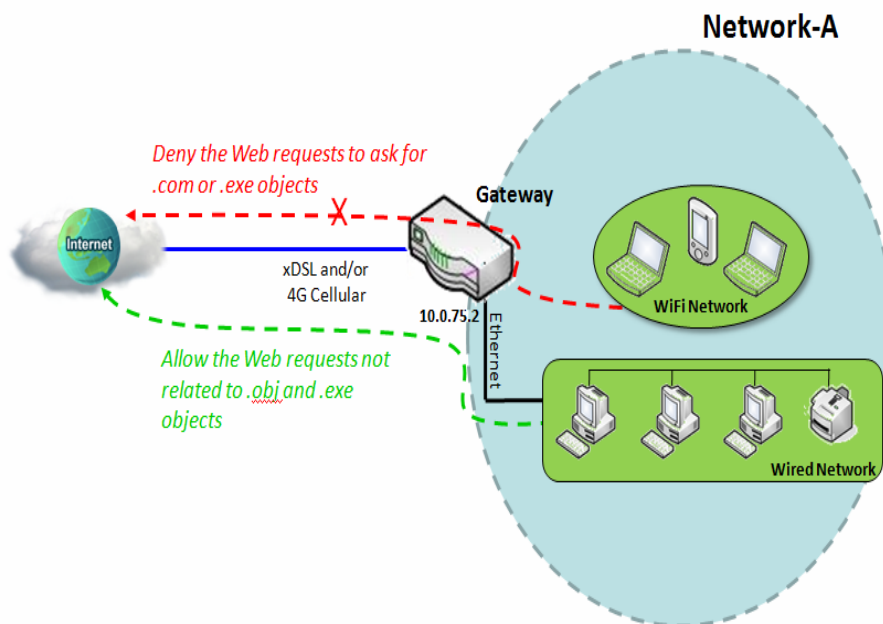 Network-A
Deny the Web requests to ask for
.com or .exe objects
Gateway
Internet
xDSL and/or
4G Cellular
10.0.75.2
Ethernet
WiFi Network
Allow the Web requests not
related to .obj and .exe
objects
Wired Network